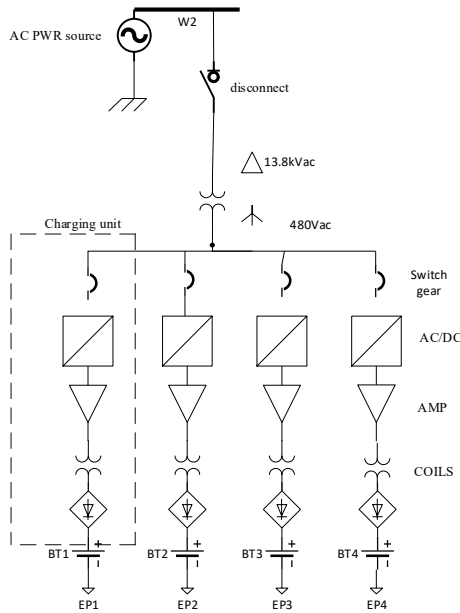 W2
AC PWR source
disconnect
13.8kVac
Charging unit
480Vac
Switch
gear
AC/DC
AMP
COILS
BT1 + -
BT2 + -
BT3 + -
BT4 + -
EP1
EP2
EP3
EP4